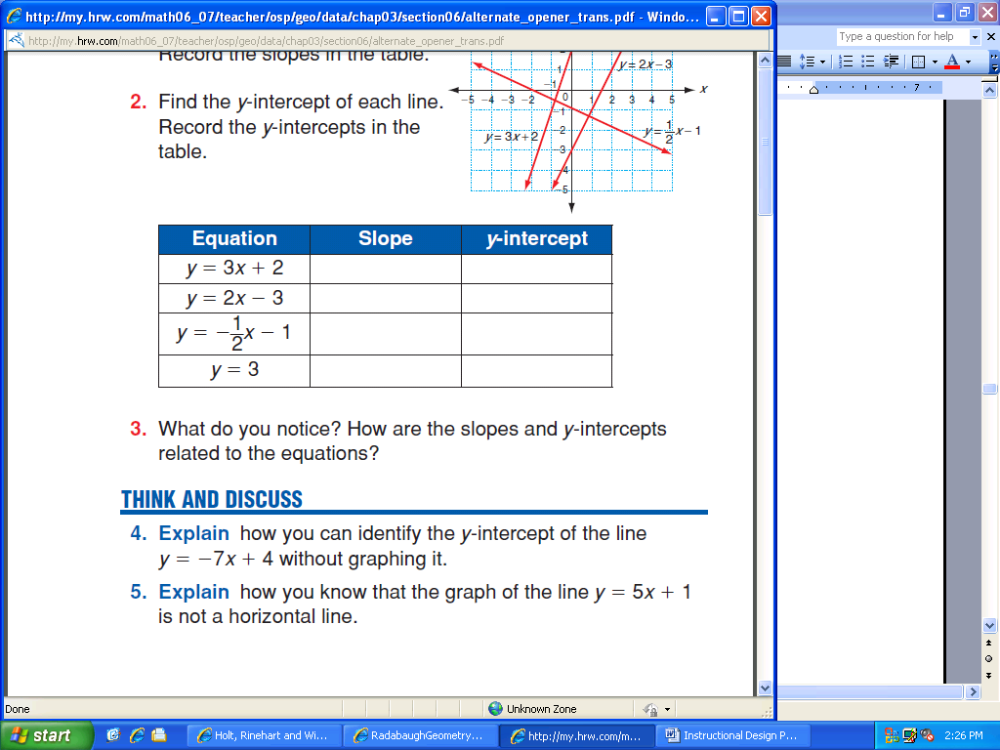 http://my.hrw.com/math06_07/teacher/osp/geo/data/chap03/section06/alternate_opener_trans.pdf - Windo...
http://my.hrw.com/math06_07/teacher/osp/geo/data/chap03/section06/alternate_opener_trans.pdf
Type a question for help
Record the slopes in the table.
2. Find the y-intercept of each line.
Record the y-intercepts in the
table.
y=2x-3
x
-5 -4 -3 -2 0 1 2 3 4 5
1
-1
-1
-2
-3
-4
-5
y=3x+2
y=1/2x-1
7
Equation Slope y-intercept
y = 3x + 2
y = 2x − 3
y = −1/2x − 1
y = 3
3. What do you notice? How are the slopes and y-intercepts
related to the equations?
THINK AND DISCUSS
4. Explain how you can identify the y-intercept of the line
y = −7x + 4 without graphing it.
5. Explain how you know that the graph of the line y = 5x + 1
is not a horizontal line.
Done Unknown Zone
start Holt, Rinehart and Wi... RadabaughGeometry... http://my.hrw.com/m... Instructional Design P... 2:26 PM